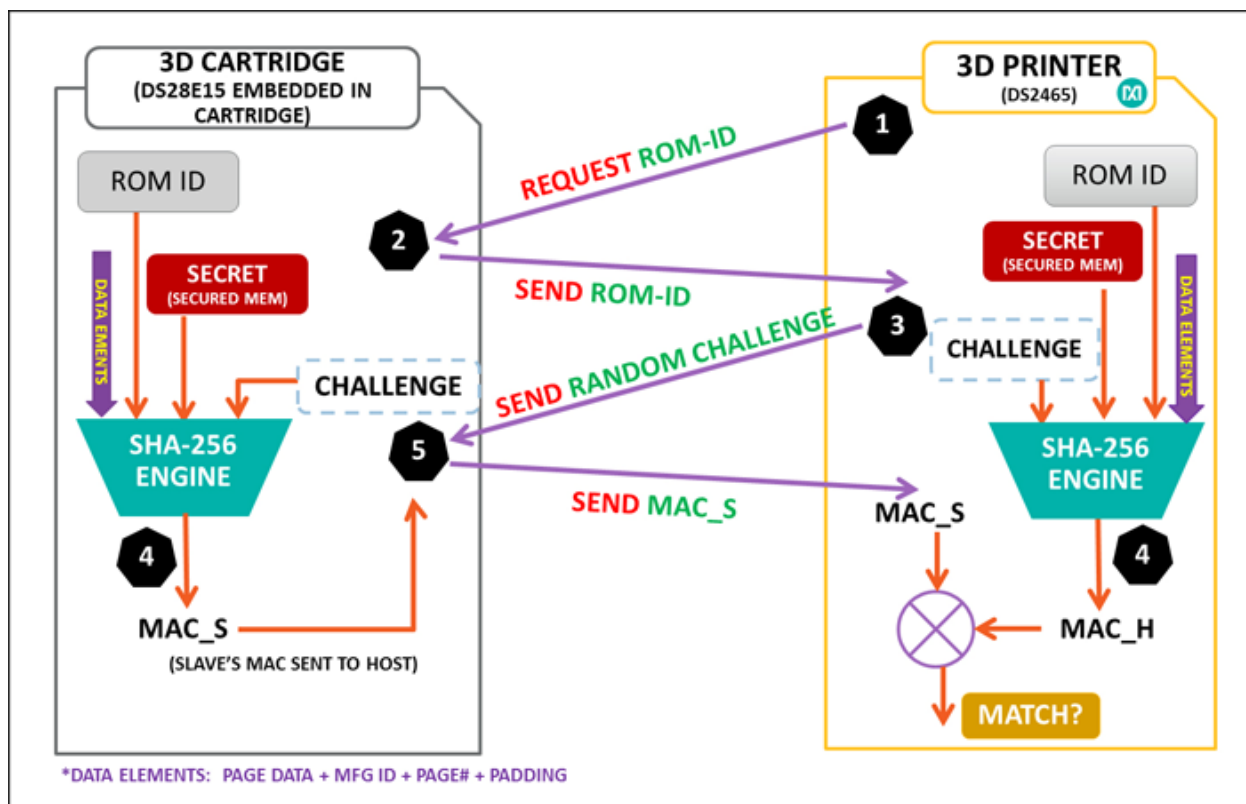 3D CARTRIDGE
(DS28E15 EMBEDDED IN
CARTRIDGE)
3D PRINTER
(DS2465)
1
REQUEST ROM-ID
ROM ID
ROM ID
2
SECRET
(SECURED MEM)
SECRET
(SECURED MEM)
DATA EMENTS
DATA ELEMENTS
SEND ROM-ID
3
CHALLENGE
CHALLENGE
SEND RANDOM CHALLENGE
SHA-256
ENGINE
5
SHA-256
ENGINE
SEND MAC_S
MAC_S
4
4
MAC_S
(SLAVE'S MAC SENT TO HOST)
MAC_H
MATCH?
*DATA ELEMENTS: PAGE DATA + MFG ID + PAGE# + PADDING